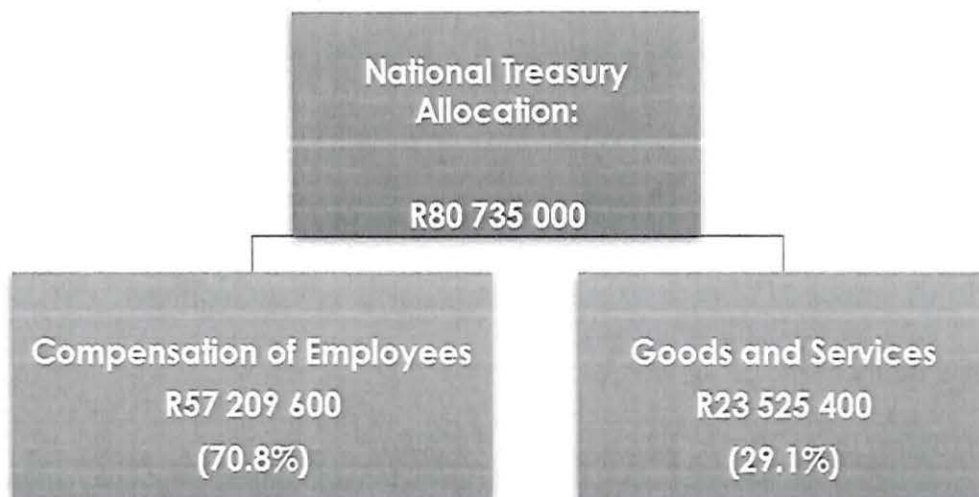 National Treasury
Allocation:
R80 735 000
Compensation of Employees
R57 209 600
(70.8%)
Goods and Services
R23 525 400
(29.1%)